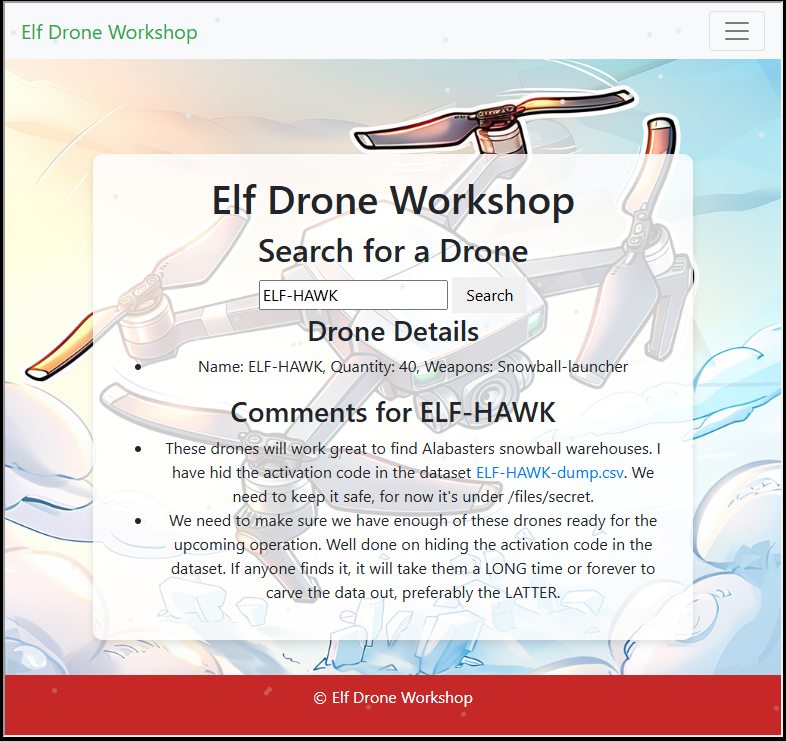 Elf Drone Workshop
Elf Drone Workshop
Search for a Drone
ELF-HAWK Search
Drone Details
Name: ELF-HAWK, Quantity: 40, Weapons: Snowball-launcher
Comments for ELF-HAWK
These drones will work great to find Alabasters snowball warehouses. I
have hid the activation code in the dataset ELF-HAWK-dump.csv. We
need to keep it safe, for now it's under /files/secret.
We need to make sure we have enough of these drones ready for the
upcoming operation. Well done on hiding the activation code in the
dataset. If anyone finds it, it will take them a LONG time or forever to
carve the data out, preferably the LATTER.
© Elf Drone Workshop